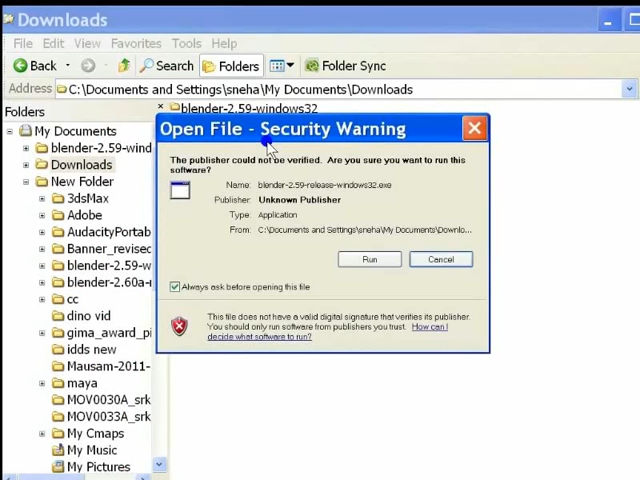 Downloads
File Edit View Favorites Tools Help
Back Search Folders Folder Sync
Address C:\Documents and Settings\sneha\My Documents\Downloads
Folders
blender-2.59-windows32
My Documents
blender-2.59-wind
Downloads
New Folder
3dsMax
Adobe
AudacityPortab
Banner_revised
blender-2.59-w
blender-2.60a-
cc
dino vid
gima_award_pi
idds new
Mausam-2011-
maya
MOV0030A_srk
MOV0033A_srk
My Cmaps
My Music
My Pictures
Open File - Security Warning
The publisher could not be verified. Are you sure you want to run this
software?
Name: blender-2.59-release-windows32.exe
Publisher: Unknown Publisher
Type: Application
From: C:\Documents and Settings\sneha\My Documents\Downlo...
Run Cancel
Always ask before opening this file
This file does not have a valid digital signature that verifies its publisher.
You should only run software from publishers you trust. How can I
decide what software to run?